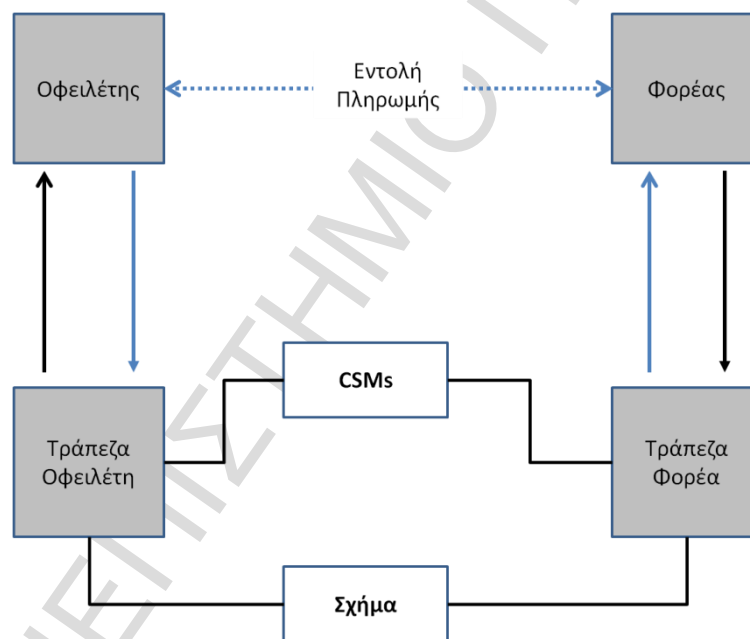 Οφειλέτης
Εντολή
Πληρωμής
Φορέας
CSMs
Τράπεζα
Οφειλέτη
Τράπεζα
Φορέα
Σχήμα